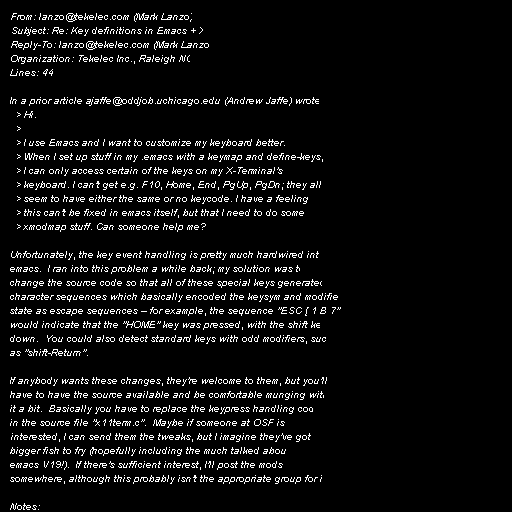 From: lanzo@tekelec.com (Mark Lanzo)
Subject: Re: Key definitions in Emacs + X
Reply-To: lanzo@tekelec.com (Mark Lanzo
Organization: Tekelec Inc., Raleigh NC
Lines: 44
In a prior article ajaffe@oddjob.uchicago.edu (Andrew Jaffe) wrote
> Hi.
>
> I use Emacs and I want to customize my keyboard better.
> When I set up stuff in my .emacs with a keymap and define-keys,
> I can only access certain of the keys on my X-Terminal's
> keyboard. I can't get e.g. F10, Home, End, PgUp, PgDn; they all
> seem to have either the same or no keycode. I have a feeling
> this can't be fixed in emacs itself, but that I need to do some
> xmodmap stuff. Can someone help me?
Unfortunately, the key event handling is pretty much hardwired int
emacs. I ran into this problem a while back; my solution was t
change the source code so that all of these special keys generated
character sequences which basically encoded the keysym and modifie
state as escape sequences -- for example, the sequence "ESC [ 1 B 7"
would indicate that the "HOME" key was pressed, with the shift ke
down. You could also detect standard keys with odd modifiers, suc
as "shift-Return".
If anybody wants these changes, they're welcome to them, but you'll
have to have the source available and be comfortable munging with
it a bit. Basically you have to replace the keypress handling cod
in the source file "x11term.c". Maybe if someone at OSF is
interested, I can send them the tweaks, but I imagine they've got
bigger fish to fry (hopefully including the much talked abou
emacs V19!). If there's sufficient interest, I'll post the mods
somewhere, although this probably isn't the appropriate group for i
Notes: